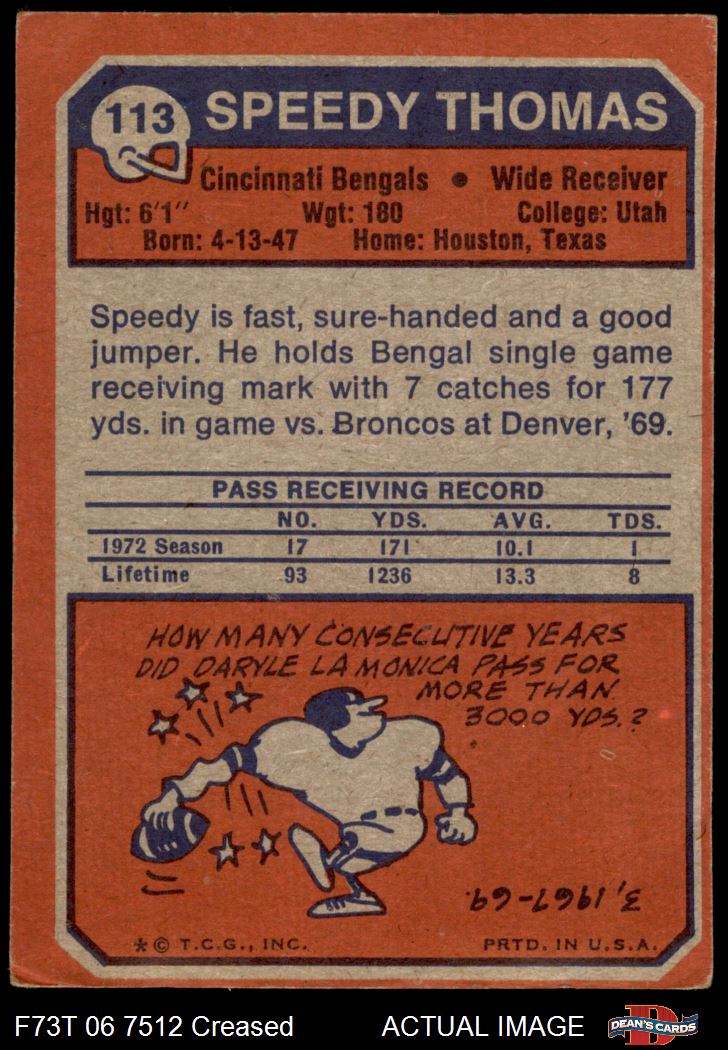 113 SPEEDY THOMAS
Cincinnati Bengals • Wide Receiver
Hgt: 6'1" Wgt: 180 College: Utah
Born: 4-13-47 Home: Houston, Texas
Speedy is fast, sure-handed and a good
jumper. He holds Bengal single game
receiving mark with 7 catches for 177
yds. in game vs. Broncos at Denver, '69.
PASS RECEIVING RECORD
NO. YDS. AVG. TDS.
1972 Season 17 171 10.1 1
Lifetime 93 1236 13.3 8
HOW MANY CONSECUTIVE YEARS
DID DARYLE LA MONICA PASS FOR
MORE THAN
3000 YDS.?
3, 1967-69.
* © T.C.G., INC. PRTD. IN U.S.A.
F73T 06 7512 Creased ACTUAL IMAGE DEAN'S CARDS